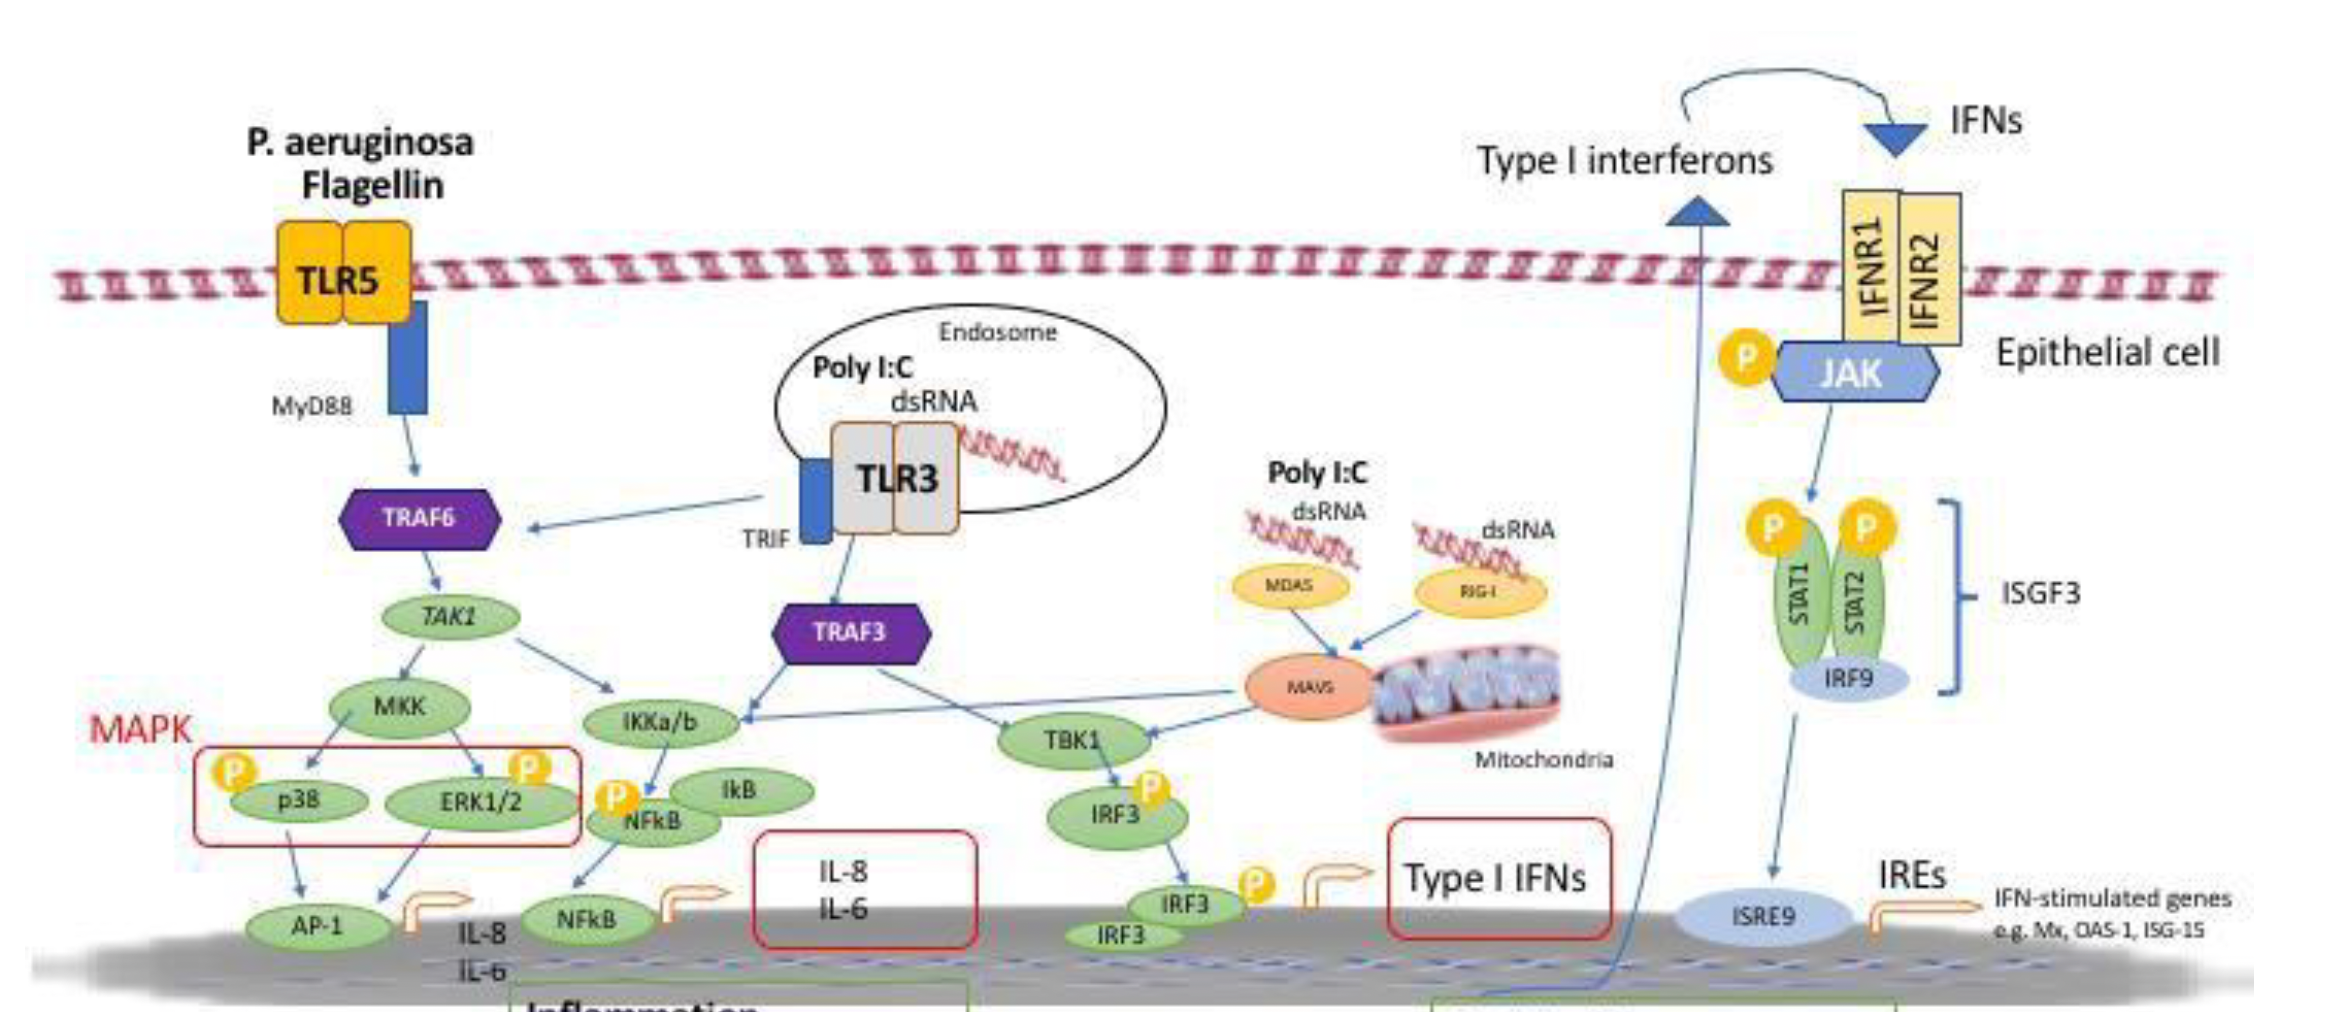 P. aeruginosa
Flagellin
TLR5
MyD88
TRAF6
TAK1
MKK
MAPK
P
p38
P
ERK1/2
AP-1
IL-8
IL-6
Endosome
Poly I:C
dsRNA
TLR3
TRIF
TRAF3
IKKa/b
P
NFkB
IkB
NFkB
IL-8
IL-6
Poly I:C
dsRNA
dsRNA
MDA5
RIG-I
MAVS
Mitochondria
TBK1
P
IRF3
P
IRF3
IRF3
Type I IFNs
Type I interferons
IFNs
IFNR1
IFNR2
Epithelial cell
P
JAK
P
P
STAT1
STAT2
IRF9
ISGF3
ISRE9
IREs
IFN-stimulated genes
e.g. Mx, OAS-1, ISG-15
Inflammation